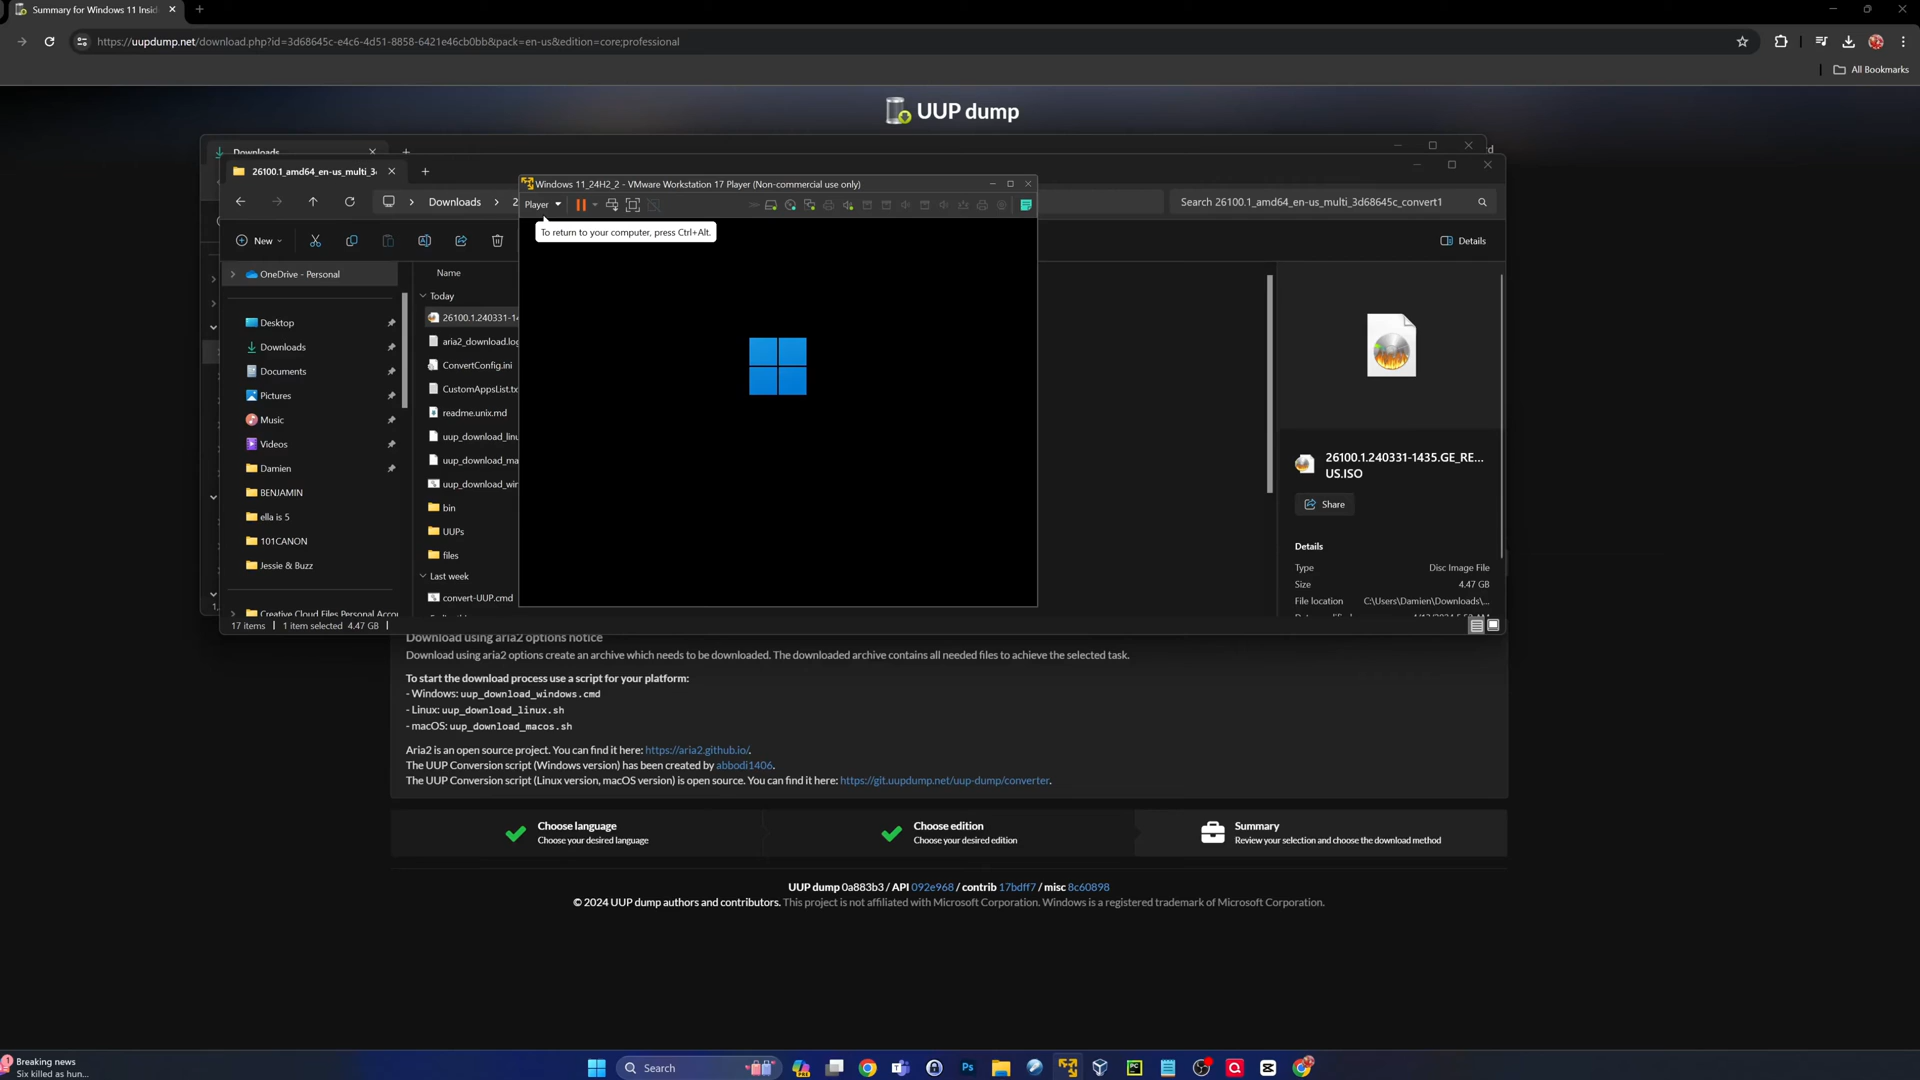 Summary for Windows 11 Insid
https://uupdump.net/download.php?id=3d68645c-e4c6-4d51-8858-6421e46cb0bb&pack=en-us&edition=core;professional
All Bookmarks
UUP dump
Downloads
26100.1_amd64_en-us_multi_3
Windows 11_24H2_2 - VMware Workstation 17 Player (Non-commercial use only)
Downloads
2
Search 26100.1_amd64_en-us_multi_3d68645c_convert1
Player
To return to your computer, press Ctrl+Alt.
New
Details
OneDrive - Personal
Name
Today
Desktop
Downloads
Documents
Pictures
Music
Videos
Damien
BENJAMIN
ella is 5
101CANON
Jessie & Buzz
Creative Cloud Files Personal Acco
26100.1.240331-14
aria2_download.log
ConvertConfig.ini
CustomAppsList.tx
readme.unix.md
uup_download_linu
uup_download_ma
uup_download_win
bin
UUPs
files
Last week
convert-UUP.cmd
17 items
1 item selected 4.47 GB
26100.1.240331-1435.GE_RE...
US.ISO
Share
Details
Type Disc Image File
Size 4.47 GB
File location C:\Users\Damien\Downloads\...
Download using aria2 options notice
Download using aria2 options create an archive which needs to be downloaded. The downloaded archive contains all needed files to achieve the selected task.
To start the download process use a script for your platform:
- Windows: uup_download_windows.cmd
- Linux: uup_download_linux.sh
- macOS: uup_download_macos.sh
Aria2 is an open source project. You can find it here: https://aria2.github.io/.
The UUP Conversion script (Windows version) has been created by abbodi1406.
The UUP Conversion script (Linux version, macOS version) is open source. You can find it here: https://git.uupdump.net/uup-dump/converter.
Choose language
Choose your desired language
Choose edition
Choose your desired edition
Summary
Review your selection and choose the download method
UUP dump 0a883b3 / API 092e968 / contrib 17bdff7 / misc 8c60898
© 2024 UUP dump authors and contributors. This project is not affiliated with Microsoft Corporation. Windows is a registered trademark of Microsoft Corporation.
1
Breaking news
Six killed as hun...
Search